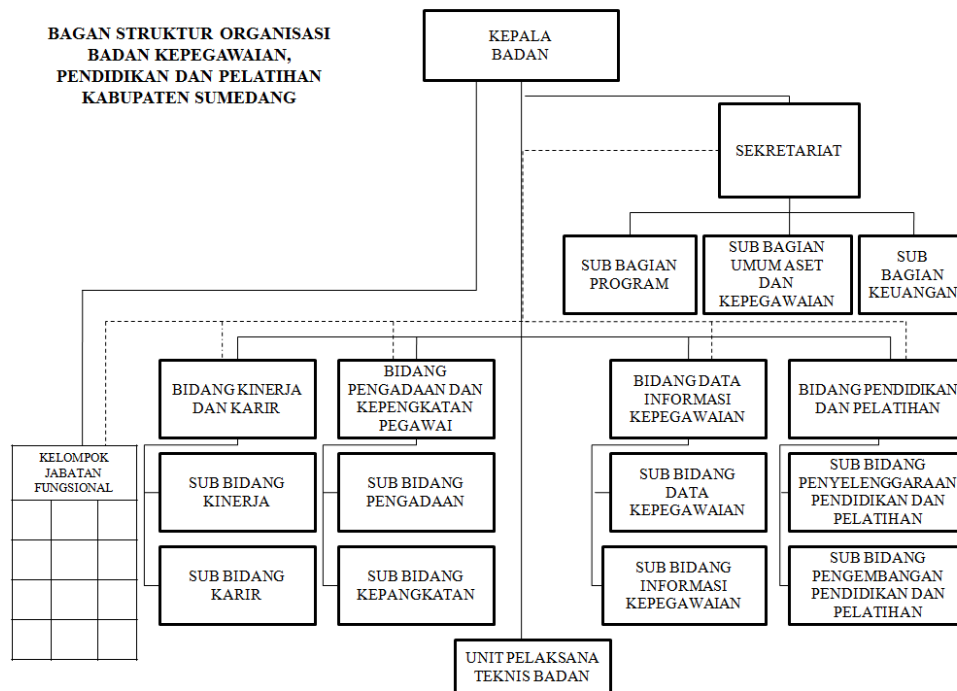 BAGAN STRUKTUR ORGANISASI
BADAN KEPEGAWAIAN,
PENDIDIKAN DAN PELATIHAN
KABUPATEN SUMEDANG
KEPALA
BADAN
SEKRETARIAT
SUB BAGIAN
PROGRAM
SUB BAGIAN
UMUM ASET
DAN
KEPEGAWAIAN
SUB
BAGIAN
KEUANGAN
BIDANG KINERJA
DAN KARIR
BIDANG
PENGADAAN DAN
KEPENGKATAN
PEGAWAI
BIDANG DATA
INFORMASI
KEPEGAWAIAN
BIDANG PENDIDIKAN
DAN PELATIHAN
KELOMPOK
JABATAN
FUNGSIONAL
SUB BIDANG
KINERJA
SUB BIDANG
PENGADAAN
SUB BIDANG
DATA
KEPEGAWAIAN
SUB BIDANG
PENYELENGGARAAN
PENDIDIKAN DAN
PELATIHAN
SUB BIDANG
KARIR
SUB BIDANG
KEPANGKATAN
SUB BIDANG
INFORMASI
KEPEGAWAIAN
SUB BIDANG
PENGEMBANGAN
PENDIDIKAN DAN
PELATIHAN
UNIT PELAKSANA
TEKNIS BADAN